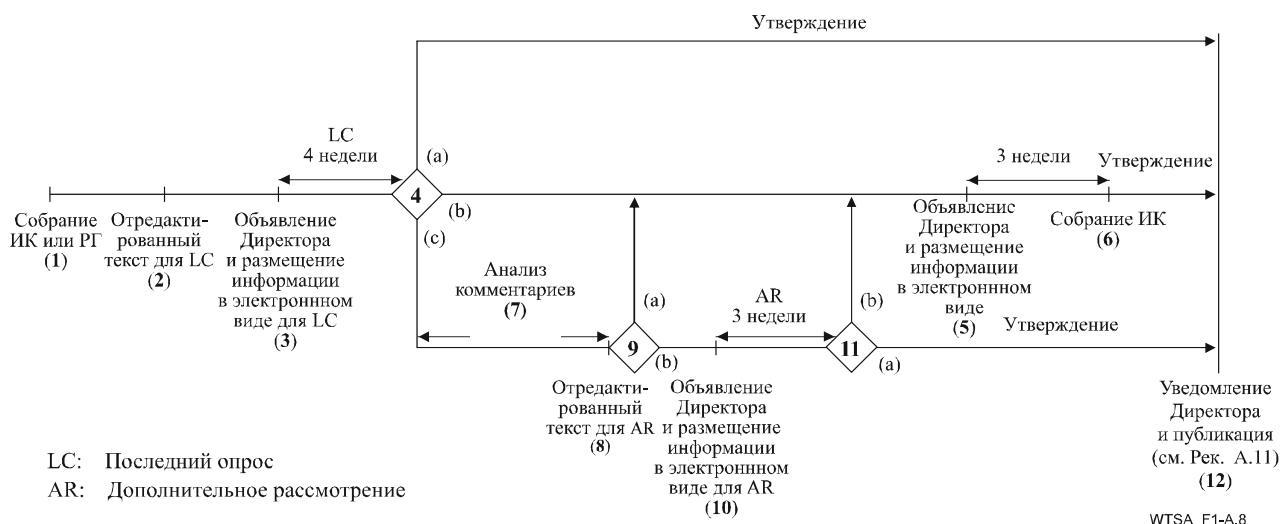 Утверждение
LC
4 недели
(a)
3 недели
Утверждение
4
(b)
(c)
Собрание
ИК или РГ
(1)
Отредакти-
рованный
текст для LC
(2)
Объявление
Директора
и размещение
информации
в электроннном
виде для LC
(3)
Объявление
Директора
и размещение
информации
в электроннном
виде
(5)
Собрание ИК
(6)
Анализ
комментариев
(7)
(a)
AR
3 недели
(b)
Утверждение
9
(b)
11
(a)
Отредакти-
рованный
текст для AR
(8)
Объявление
Директора
и размещение
информации
в электроннном
виде для AR
(10)
Уведомление
Директора
и публикация
(см. Рек. A.11)
(12)
LC: Последний опрос
AR: Дополнительное рассмотрение
WTSA_F1-A.8